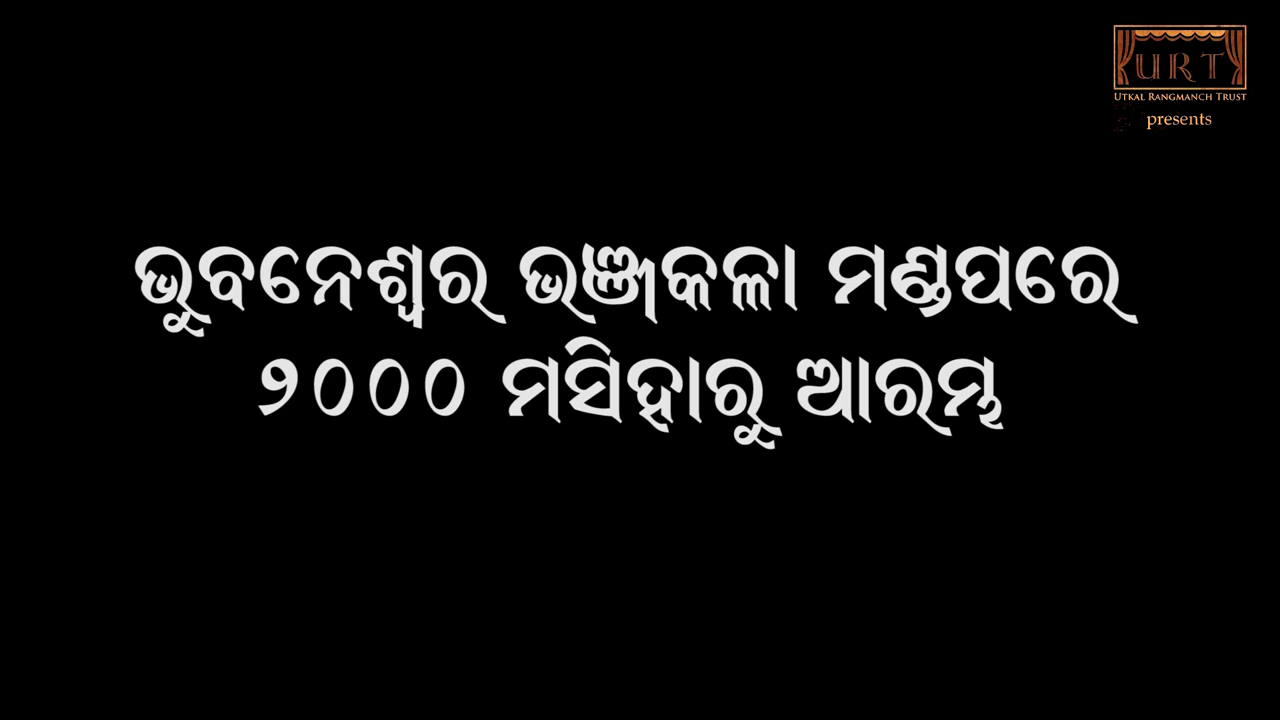 URT
UTKAL RANGMANCH TRUST
presents
ଭୁବନେଶ୍ୱର ଭଞ୍ଜକଳା ମଣ୍ଡପରେ
୨୦୦୦ ମସିହାରୁ ଆରମ୍ଭ